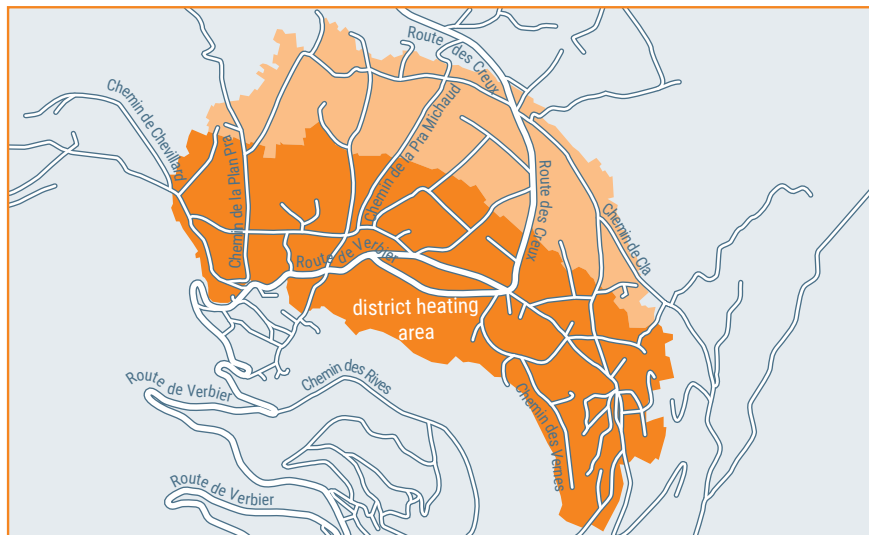 Route des Creux
Chemin de Chevillard
Chemin de la Pra Michaud
Chemin de la Plan Pra
Route des Creux
Chemin de Cla
Route de Verbier
district heating
area
Chemin des Rives
Route de Verbier
Chemin des Vernes
Route de Verbier